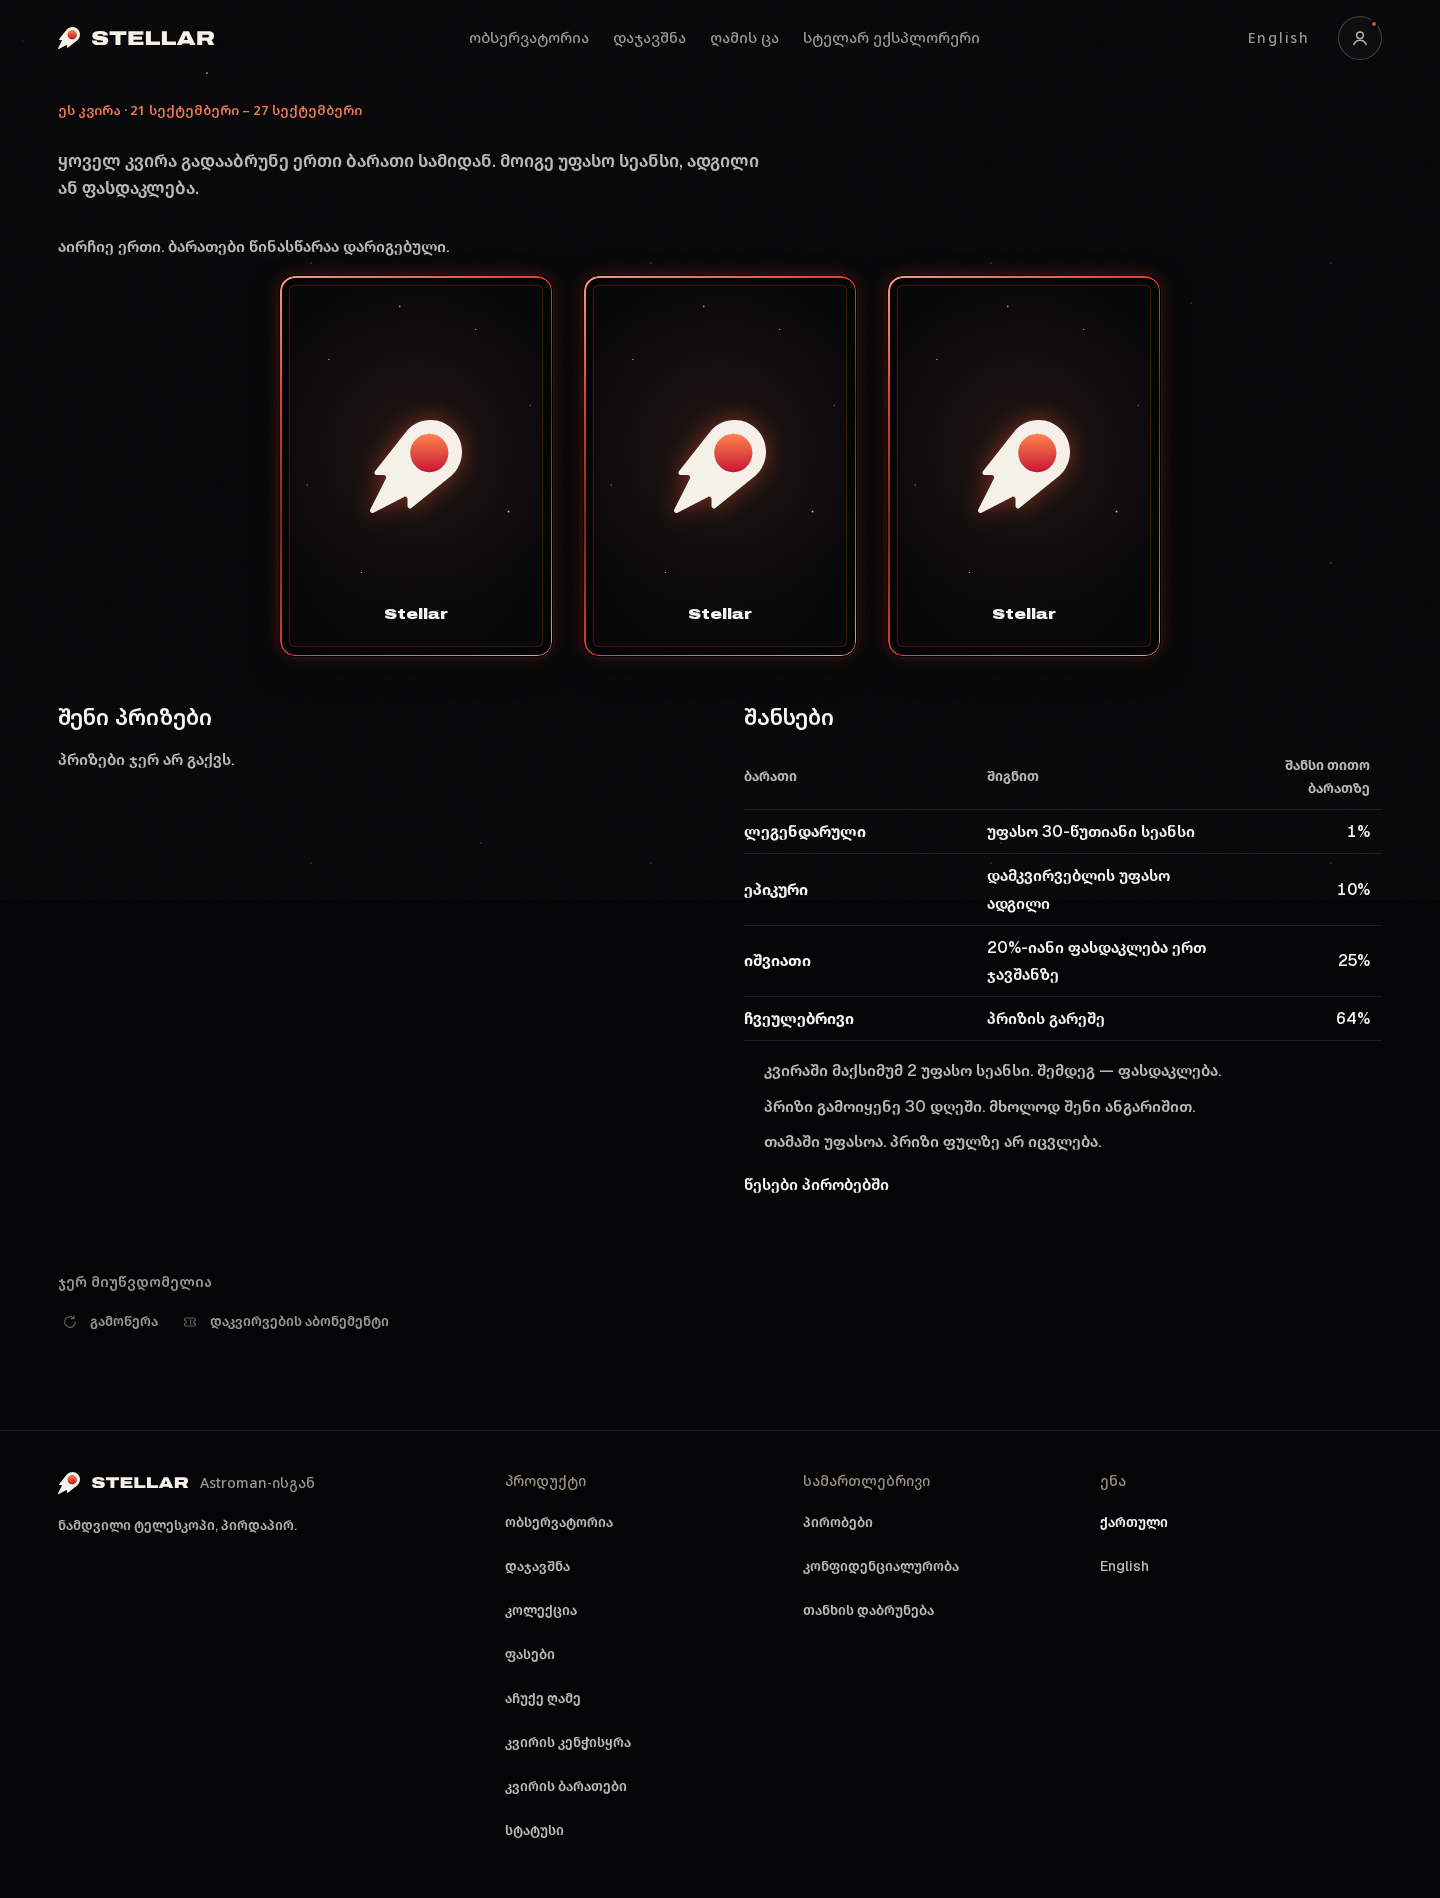 STELLAR
ობსერვატორია
დაჯავშნა
ღამის ცა
სტელარ ექსპლორერი
English
ეს კვირა · 21 სექტემბერი – 27 სექტემბერი
ყოველ კვირა გადააბრუნე ერთი ბარათი სამიდან. მოიგე უფასო სეანსი, ადგილი
ან ფასდაკლება.
აირჩიე ერთი. ბარათები წინასწარაა დარიგებული.
Stellar
Stellar
Stellar
შენი პრიზები
პრიზები ჯერ არ გაქვს.
შანსები
ბარათი
შიგნით
შანსი თითო
ბარათზე
ლეგენდარული
უფასო 30-წუთიანი სეანსი
1%
ეპიკური
დამკვირვებლის უფასო
ადგილი
10%
იშვიათი
20%-იანი ფასდაკლება ერთ
ჯავშანზე
25%
ჩვეულებრივი
პრიზის გარეშე
64%
კვირაში მაქსიმუმ 2 უფასო სეანსი. შემდეგ — ფასდაკლება.
პრიზი გამოიყენე 30 დღეში. მხოლოდ შენი ანგარიშით.
თამაში უფასოა. პრიზი ფულზე არ იცვლება.
წესები პირობებში
ჯერ მიუწვდომელია
გამოწერა
დაკვირვების აბონემენტი
STELLAR
Astroman-ისგან
ნამდვილი ტელესკოპი, პირდაპირ.
პროდუქტი
ობსერვატორია
დაჯავშნა
კოლექცია
ფასები
აჩუქე ღამე
კვირის კენჭისყრა
კვირის ბარათები
სტატუსი
სამართლებრივი
პირობები
კონფიდენციალურობა
თანხის დაბრუნება
ენა
ქართული
English